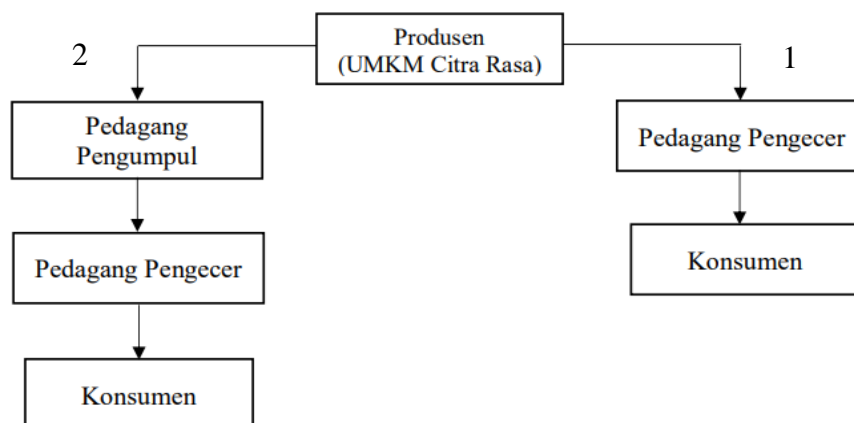 Produsen
(UMKM Citra Rasa)
2
1
Pedagang
Pengumpul
Pedagang Pengecer
Pedagang Pengecer
Konsumen
Konsumen